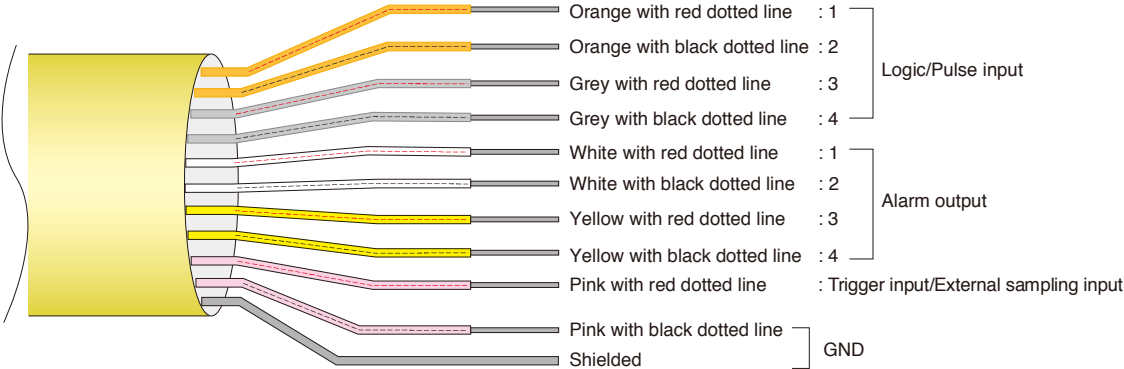 Orange with red dotted line : 1
Orange with black dotted line : 2
Logic/Pulse input
Grey with red dotted line : 3
Grey with black dotted line : 4
White with red dotted line : 1
White with black dotted line : 2
Alarm output
Yellow with red dotted line : 3
Yellow with black dotted line : 4
Pink with red dotted line : Trigger input/External sampling input
Pink with black dotted line
GND
Shielded